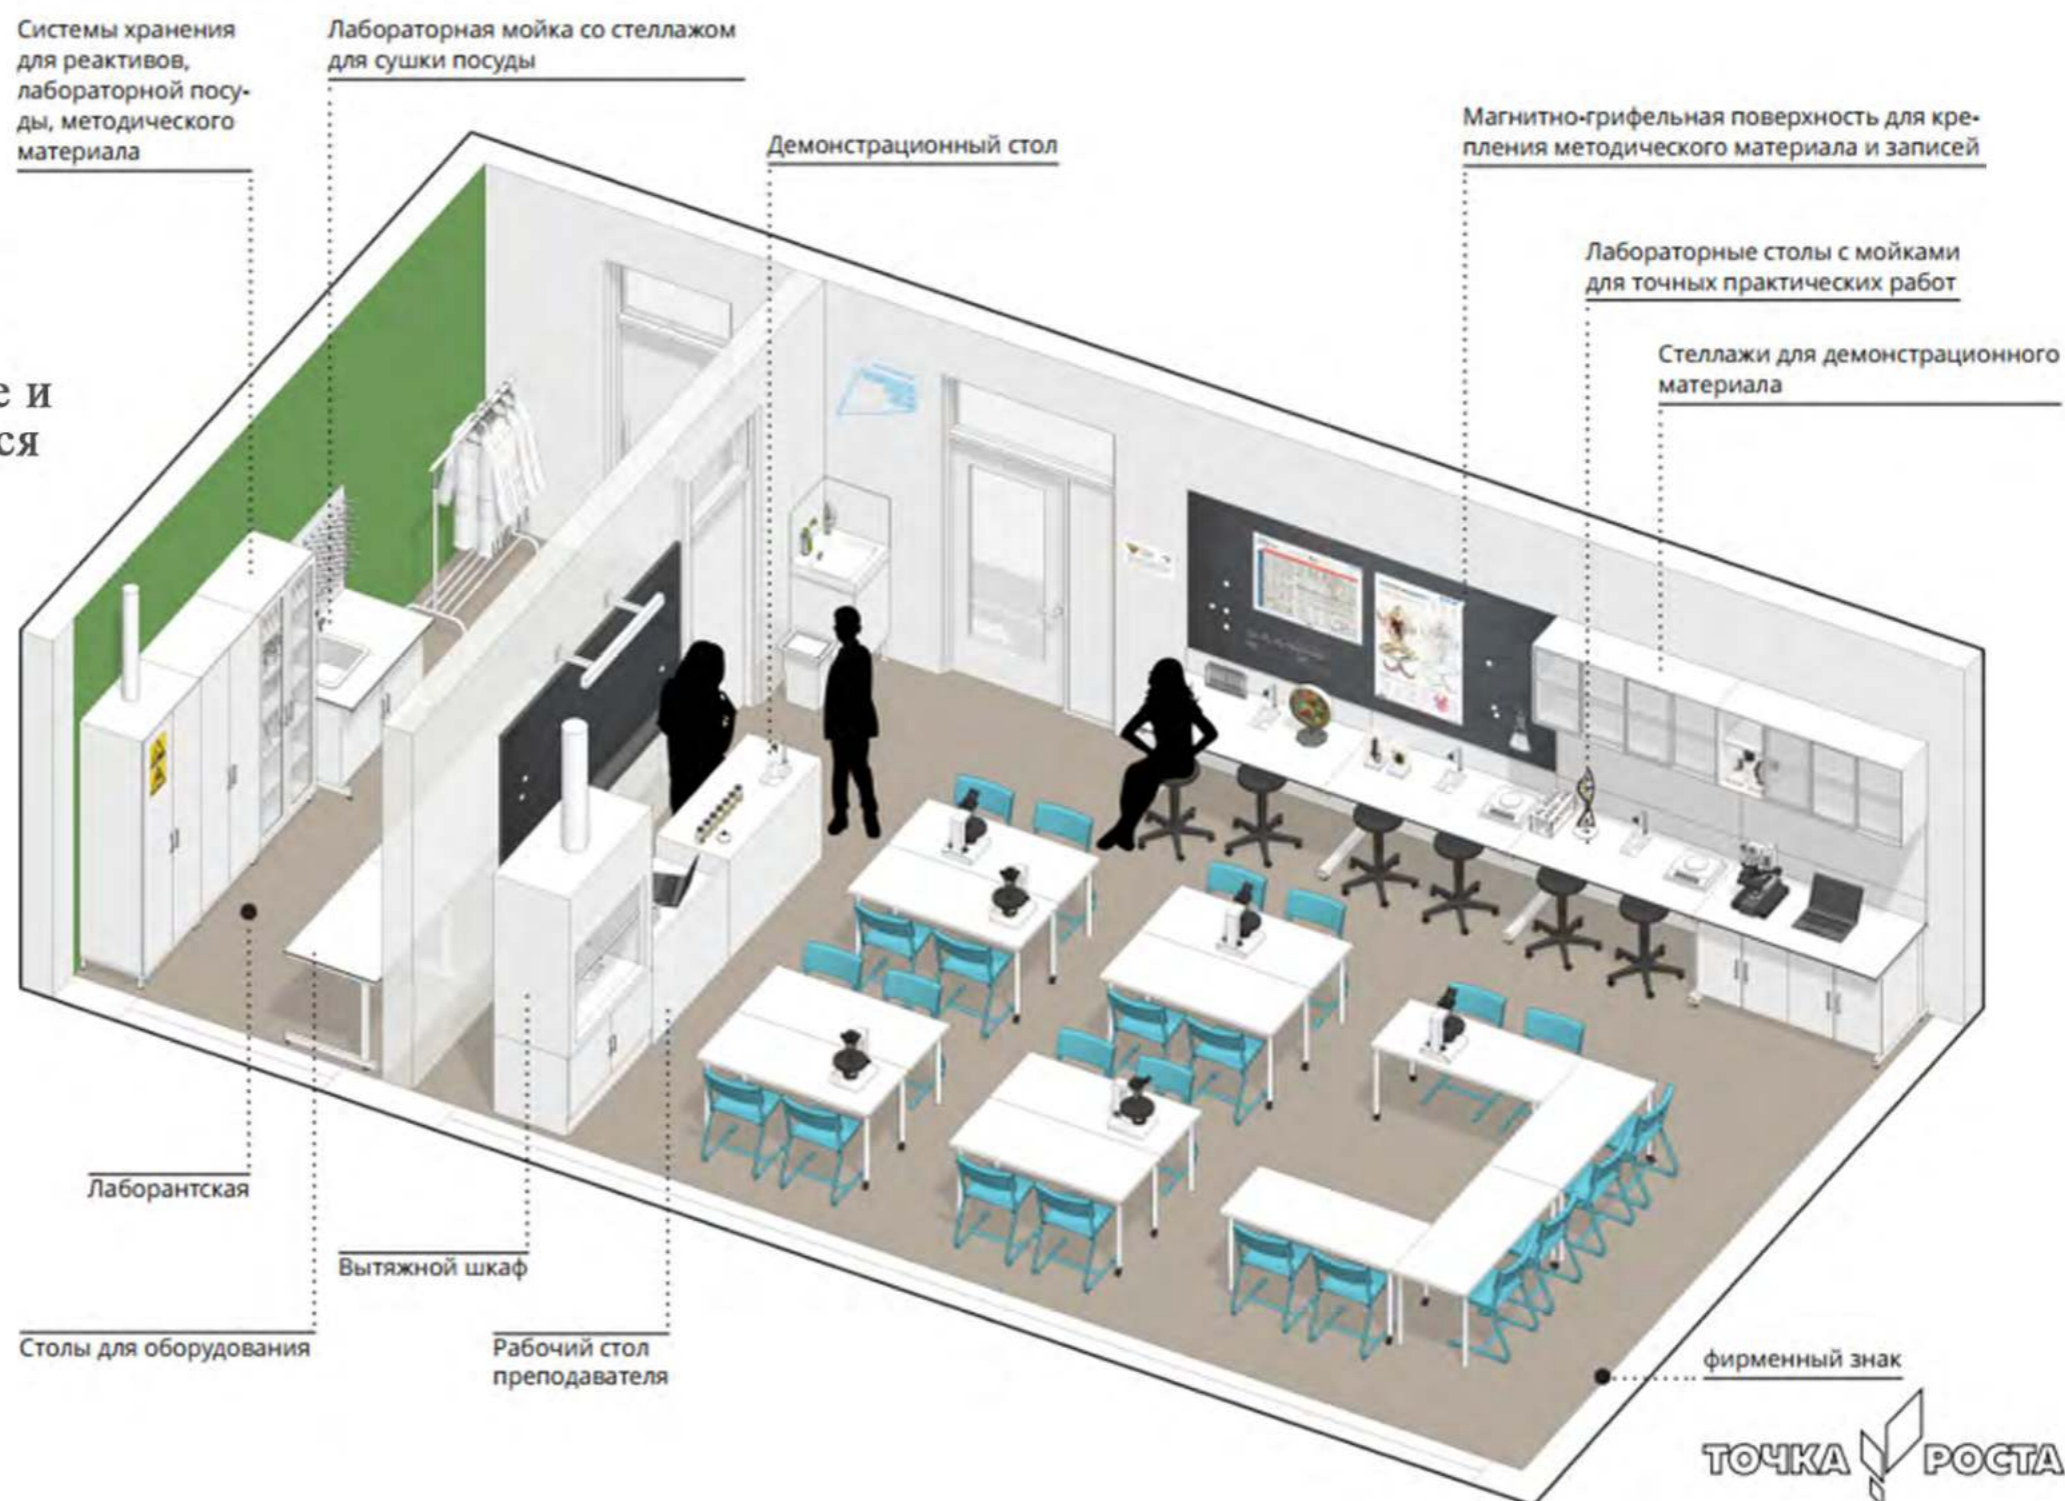 Системы хранения
для реактивов,
лабораторной посу-
ды, методического
материала
Лабораторная мойка со стеллажом
для сушки посуды
Демонстрационный стол
Магнитно-грифельная поверхность для кре-
пления методического материала и записей
Лабораторные столы с мойками
для точных практических работ
Стеллажи для демонстрационного
материала
е и
ся
Лаборантская
Вытяжной шкаф
Столы для оборудования
Рабочий стол
преподавателя
фирменный знак
ТОЧКА РОСТА